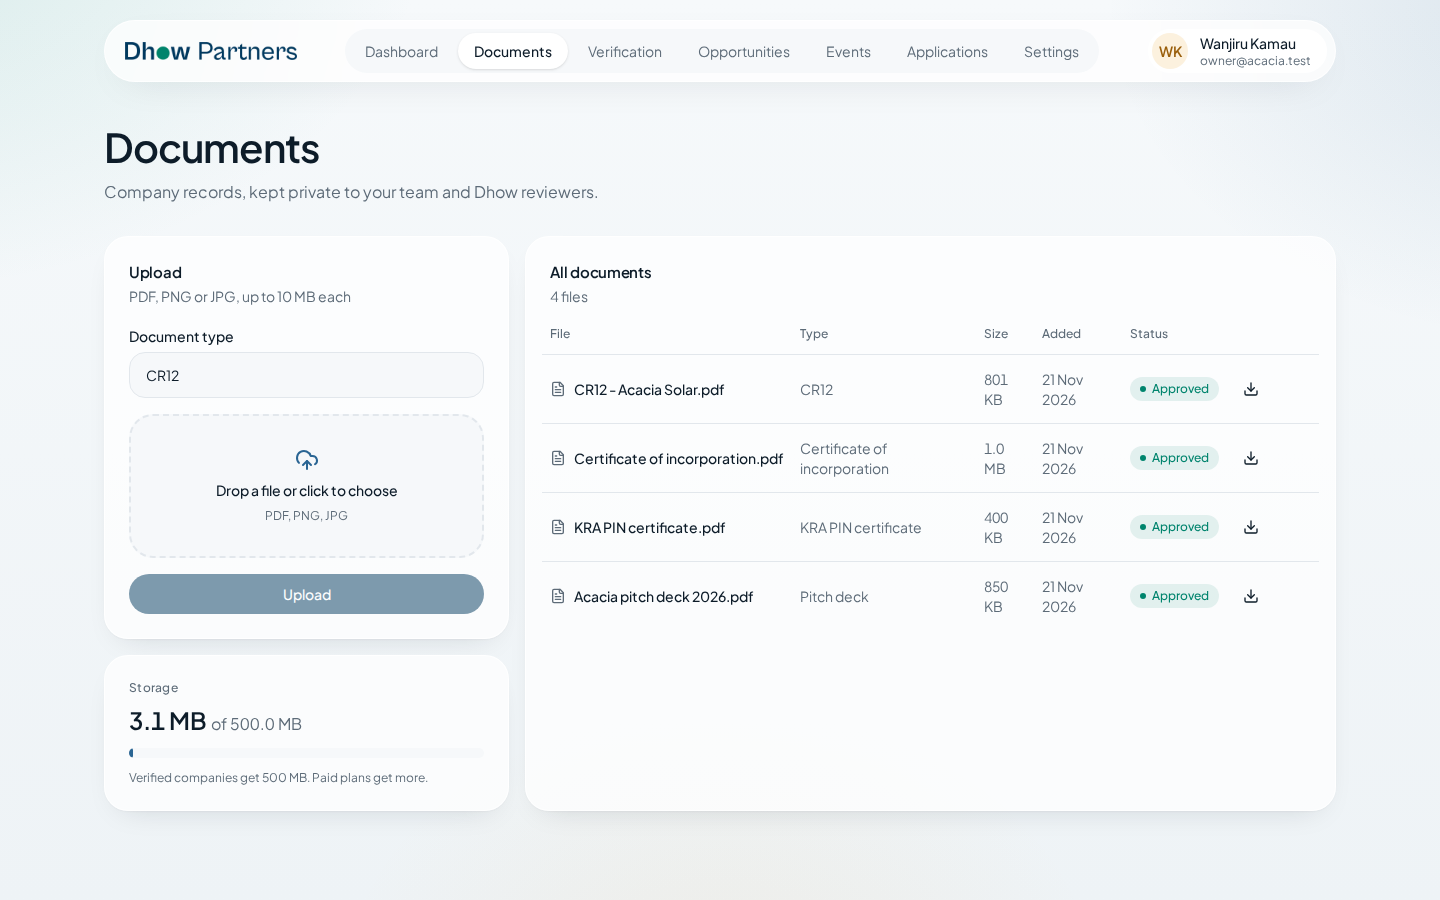 Dhow Partners
Dashboard
Documents
Verification
Opportunities
Events
Applications
Settings
WK
Wanjiru Kamau
owner@acacia.test
Documents
Company records, kept private to your team and Dhow reviewers.
Upload
PDF, PNG or JPG, up to 10 MB each
Document type
CR12
Drop a file or click to choose
PDF, PNG, JPG
Upload
Storage
3.1 MB of 500.0 MB
Verified companies get 500 MB. Paid plans get more.
All documents
4 files
File Type Size Added Status
CR12 - Acacia Solar.pdf
CR12
801
KB
21 Nov
2026
Approved
Certificate of incorporation.pdf
Certificate of
incorporation
1.0
MB
21 Nov
2026
Approved
KRA PIN certificate.pdf
KRA PIN certificate
400
KB
21 Nov
2026
Approved
Acacia pitch deck 2026.pdf
Pitch deck
850
KB
21 Nov
2026
Approved